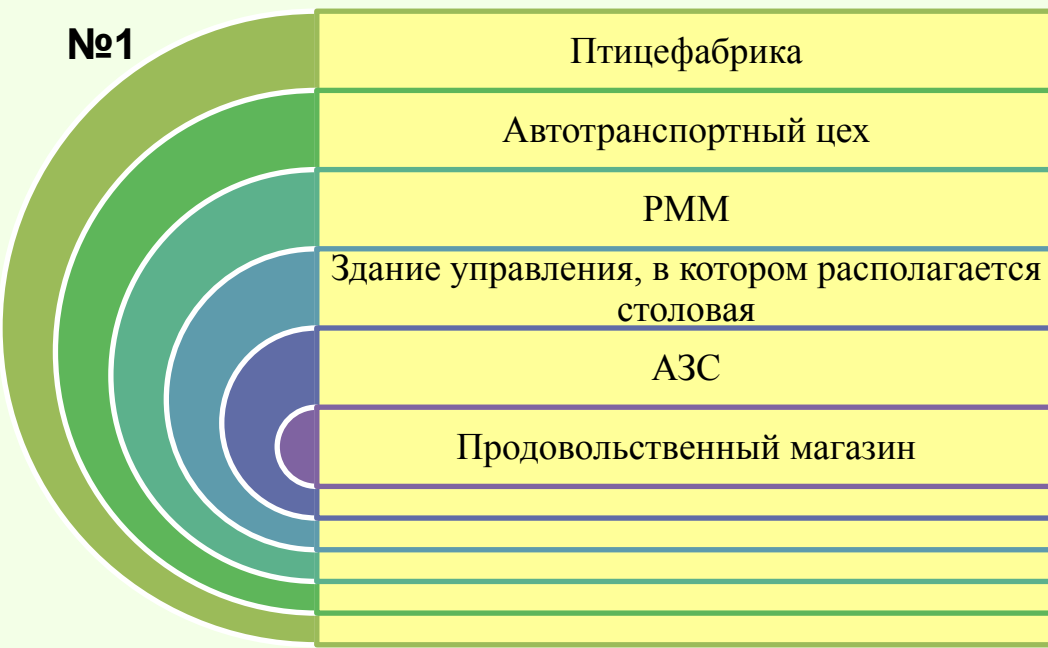 №1
Птицефабрика
Автотранспортный цех
РММ
Здание управления, в котором располагается
столовая
АЗС
Продовольственный магазин